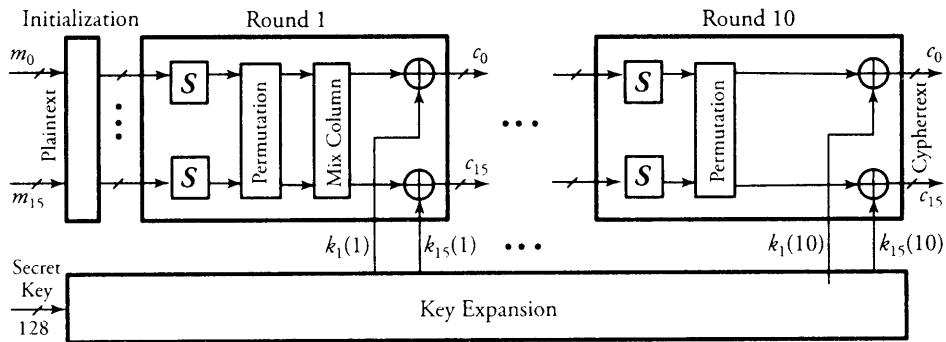 Initialization
Round 1
Round 10
m0
m15
Plaintext
S
S
Permutation
Mix Column
c0
c15
S
S
Permutation
c0
c15
Cyphertext
k1(1)
k15(1)
k1(10)
k15(10)
Secret
Key
128
Key Expansion